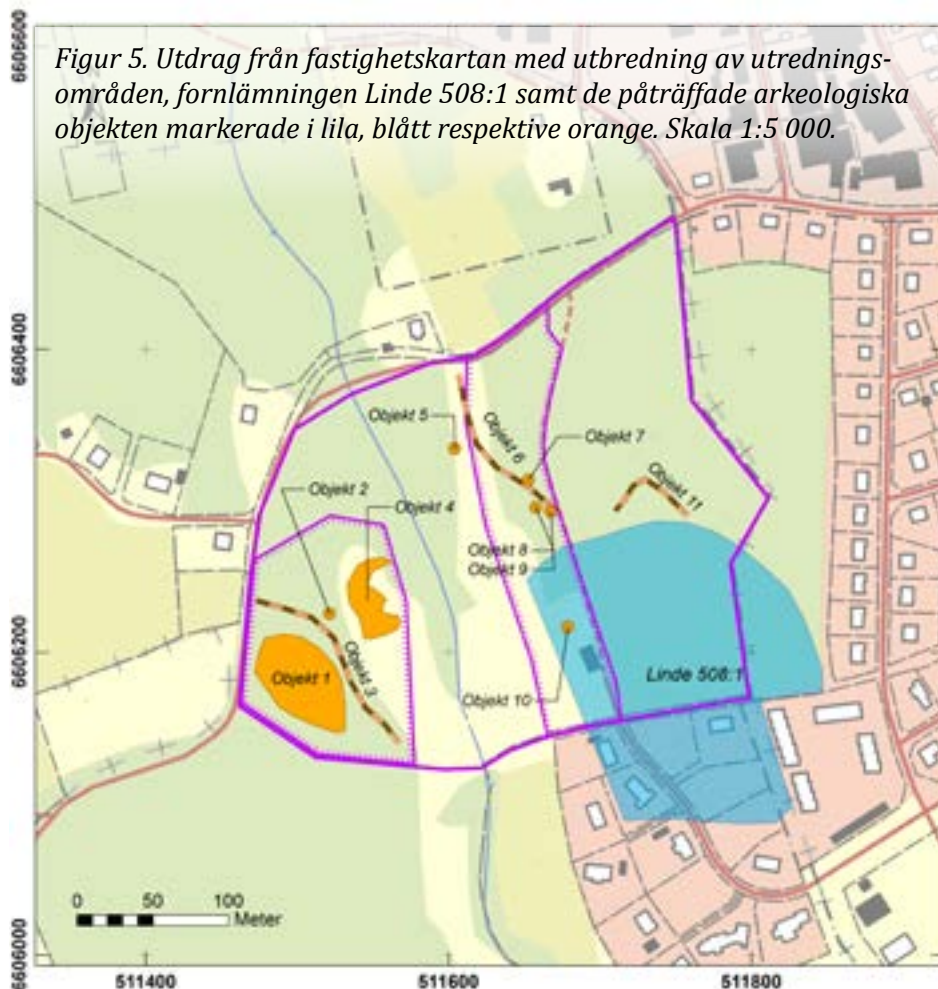 Figur 5. Utdrag från fastighetskartan med utbredning av utrednings-
områden, fornlämningen Linde 508:1 samt de påträffade arkeologiska
objekten markerade i lila, blått respektive orange. Skala 1:5 000.
6606600
6606400
Objekt 5
Objekt 6
Objekt 7
Objekt 2
Objekt 4
Objekt 11
Objekt 8
Objekt 9
6606200
Objekt 3
Objekt 1
Linde 508:1
Objekt 10
0 50 100
Meter
6606000
511400 511600 511800